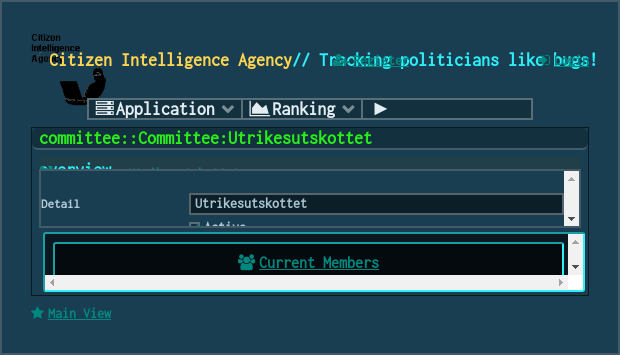 Citizen
Intelligence
Agency
Citizen Intelligence Agency// Tracking politicians like bugs!
Application
Ranking
committee::Committee:Utrikesutskottet
overview
Detail
Utrikesutskottet
Active
Current Members
Main View